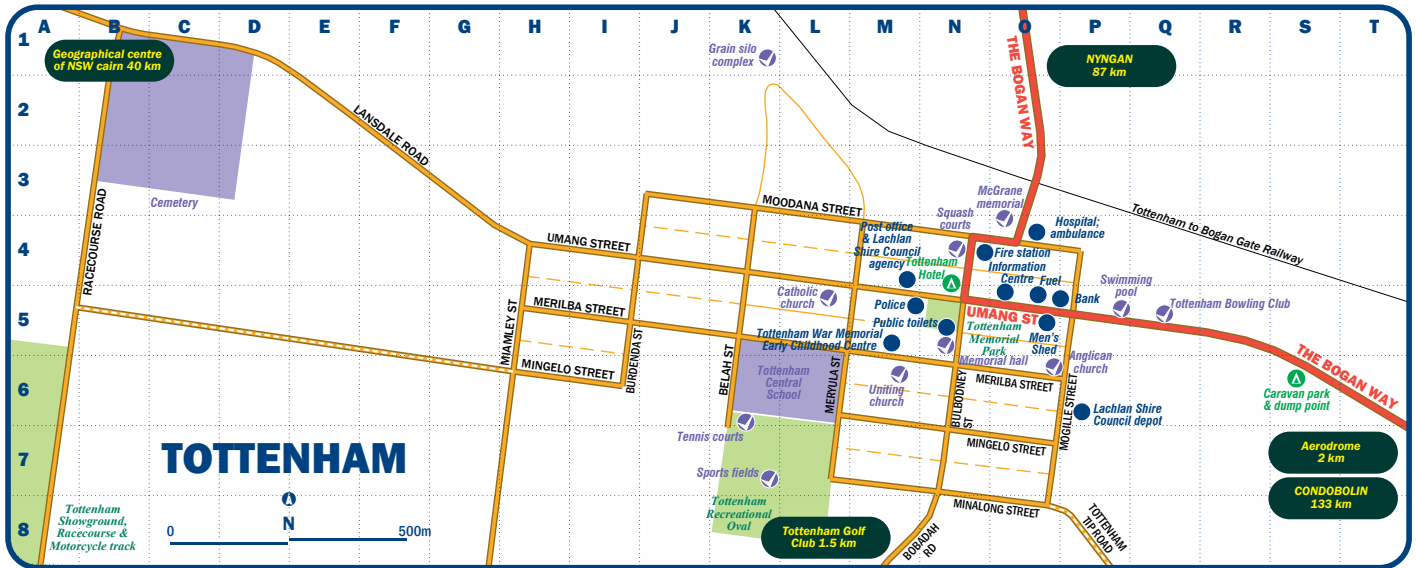 A B C D E F G H I J K L M N O P Q R S T
1
2
3
4
5
6
7
8
Geographical centre
of NSW cairn 40 km
Grain silo
complex
THE BOGAN WAY
NYNGAN
87 km
LANSDALE ROAD
Cemetery
RACECOURSE ROAD
MOODANA STREET
McGrane
memorial
Squash
courts
Hospital;
ambulance
Tottenham to Bogan Gate Railway
UMANG STREET
Post office
& Lachlan
Shire Council
agency
Tottenham
Hotel
Fire station
Information
Centre
Fuel
Bank
Swimming
pool
Tottenham Bowling Club
Catholic
church
Police
MERILBA STREET
MIAMLEY ST
Public toilets
UMANG ST
Tottenham
Memorial
Park
Men's
Shed
Tottenham War Memorial
Early Childhood Centre
Memorial hall
Anglican
church
THE BOGAN WAY
BURDENDA ST
MINGELO STREET
BELAH ST
Tottenham
Central
School
MERYULA ST
Uniting
church
BULBODNEY
ST
MERILBA STREET
MOGILLE STREET
Caravan park
& dump point
Lachlan Shire
Council depot
Tennis courts
MINGELO STREET
TOTTENHAM
Sports fields
Aerodrome
2 km
CONDOBOLIN
133 km
Tottenham
Recreational
Oval
MINALONG STREET
Tottenham
Showground,
Racecourse &
Motorcycle track
N
0 500m
Tottenham Golf
Club 1.5 km
BOBADAH
RD
TOTTENHAM
TIP ROAD